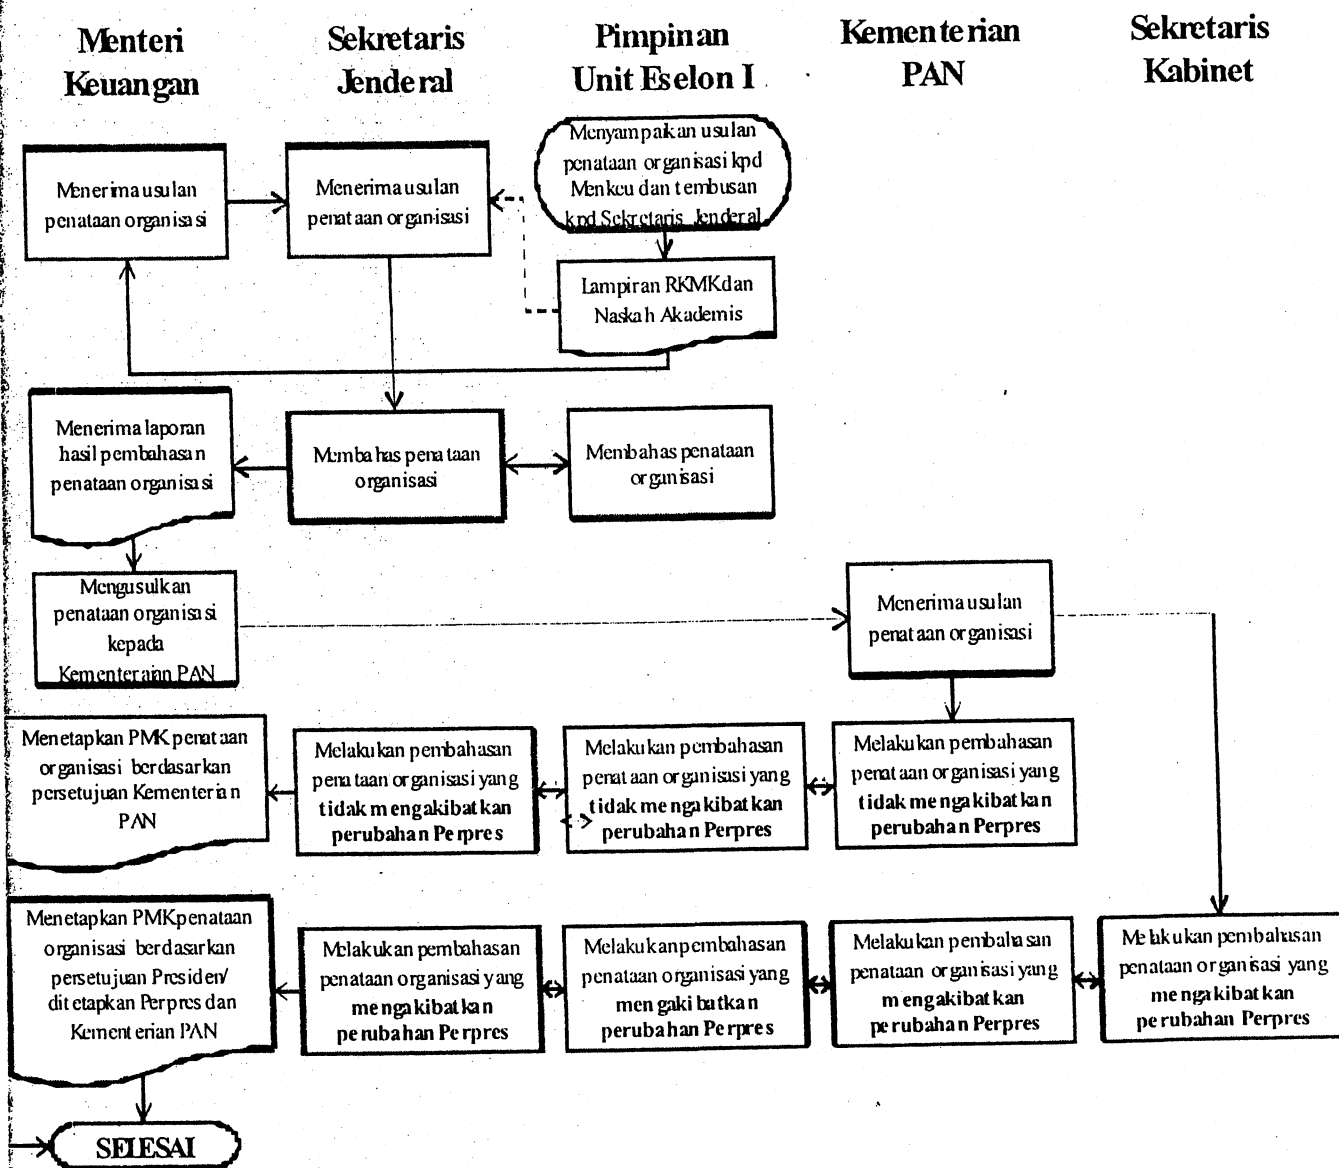 Menteri
Keuangan
Sekretaris
Jenderal
Pimpinan
Unit Eselon I
Kementerian
PAN
Sekretaris
Kabinet
Menerima usulan
penataan organisasi
Menerima usulan
penataan organisasi
Menyampaikan usulan
penataan organisasi kpd
Menkeu dan tembusan
kpd Sekretaris Jenderal
Lampiran RKMK dan
Naskah Akademis
Menerima laporan
hasil pembahasan
penataan organisasi
Membahas penataan
organisasi
Membahas penataan
organisasi
Mengusulkan
penataan organisasi
kepada
Kementeraian PAN
Menerima usulan
penataan organisasi
Menetapkan PMK penataan
organisasi berdasarkan
persetujuan Kementerian
PAN
Melakukan pembahasan
penataan organisasi yang
tidak mengakibatkan
perubahan Perpres
Melakukan pembahasan
penataan organisasi yang
tidak mengakibatkan
perubahan Perpres
Melakukan pembahasan
penataan organisasi yang
tidak mengakibatkan
perubahan Perpres
Menetapkan PMK penataan
organisasi berdasarkan
persetujuan Presiden/
ditetapkan Perpres dan
Kementerian PAN
Melakukan pembahasan
penataan organisasi yang
mengakibatkan
perubahan Perpres
Melakukan pembahasan
penataan organisasi yang
mengakibatkan
perubahan Perpres
Melakukan pembahasan
penataan organisasi yang
mengakibatkan
perubahan Perpres
Melakukan pembahasan
penataan organisasi yang
mengakibatkan
perubahan Perpres
SELESAI